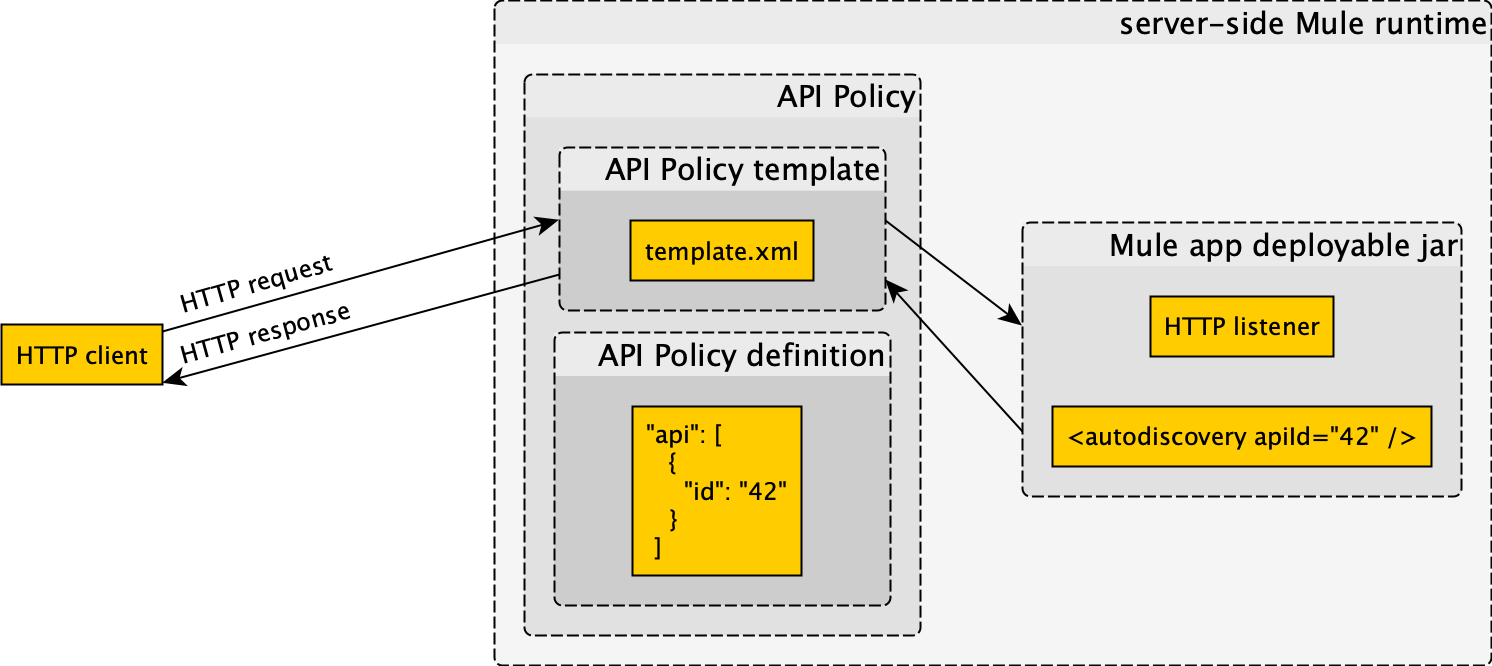 server-side Mule runtime
API Policy
API Policy template
template.xml
HTTP request
HTTP response
HTTP client
Mule app deployable jar
HTTP listener
<autodiscovery apiId="42" />
API Policy definition
"api": [
{
"id": "42"
}
]